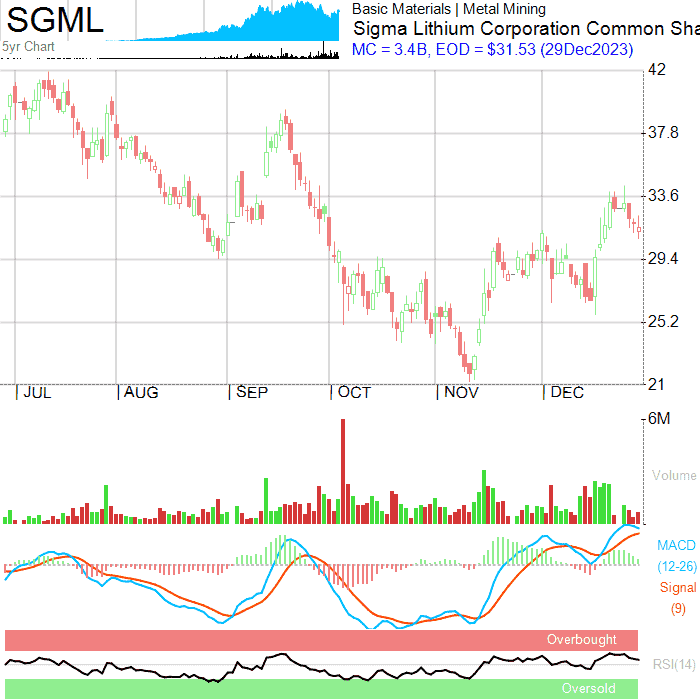 SGML
5yr Chart
Basic Materials | Metal Mining
Sigma Lithium Corporation Common Sha
MC = 3.4B, EOD = $31.53 (29Dec2023)
42
37.8
33.6
29.4
25.2
21
JUL AUG SEP OCT NOV DEC
6M
Volume
MACD
(12-26)
Signal
(9)
Overbought
RSI(14)
Oversold